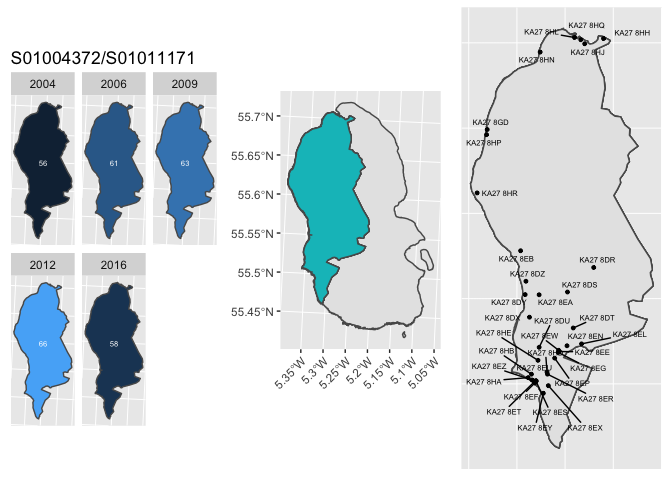 S01004372/S01011171
2004
2006
2009
56
61
63
2012
2016
66
58
55.7°N
55.65°N
55.6°N
55.55°N
55.5°N
55.45°N
5.35°W
5.3°W
5.25°W
5.2°W
5.15°W
5.1°W
5.05°W
KA27 8HQ
KA27 8HL
KA27 8HH
KA27 8HJ
KA27 8HN
KA27 8GD
KA27 8HP
KA27 8HR
KA27 8EB
KA27 8DR
KA27 8DZ
KA27 8DS
KA27 8EA
KA27 8DX
KA27 8DU
KA27 8DT
KA27 8HE
KA27 8EW
KA27 8EN
KA27 8EL
KA27 8HB
KA27 8EE
KA27 8EZ
KA27 8EU
KA27 8EG
KA27 8HA
KA27 8EP
KA27 8EF
KA27 8ER
KA27 8ET
KA27 8ES
KA27 8EY
KA27 8EX